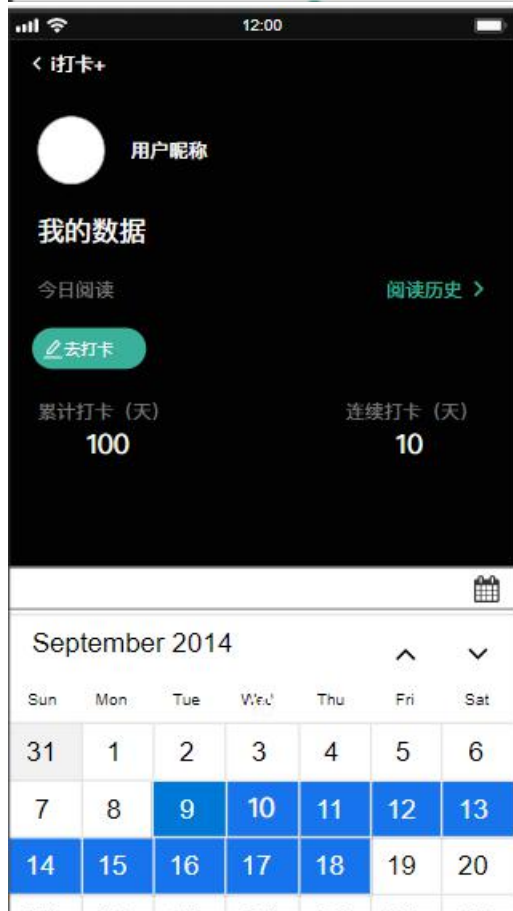 12:00
i打卡+
用户昵称
我的数据
今日阅读 阅读历史
去打卡
累计打卡（天） 连续打卡（天）
100 10
September 2014
Sun Mon Tue Wed Thu Fri Sat
31 1 2 3 4 5 6
7 8 9 10 11 12 13
14 15 16 17 18 19 20